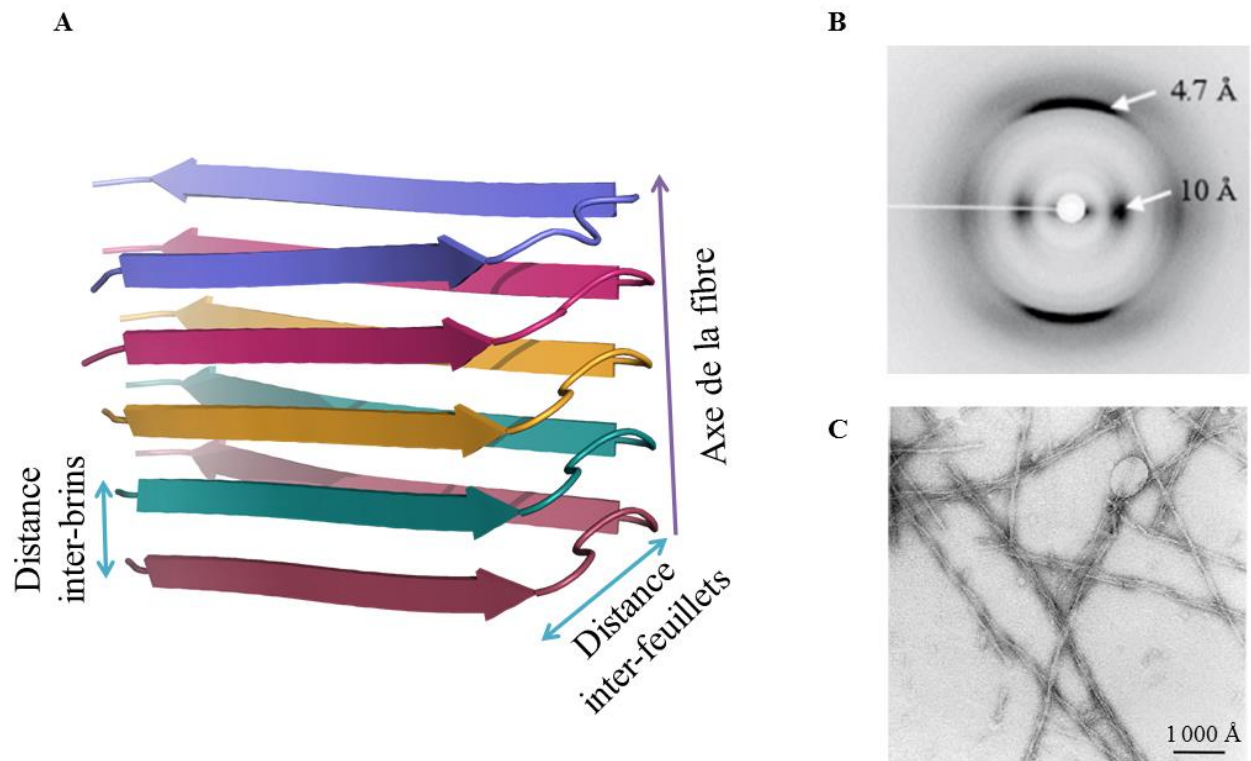 A
Distance
inter-brins
Distance
inter-feuillets
Axe de la fibre
B
4.7 Å
10 Å
C
1 000 Å